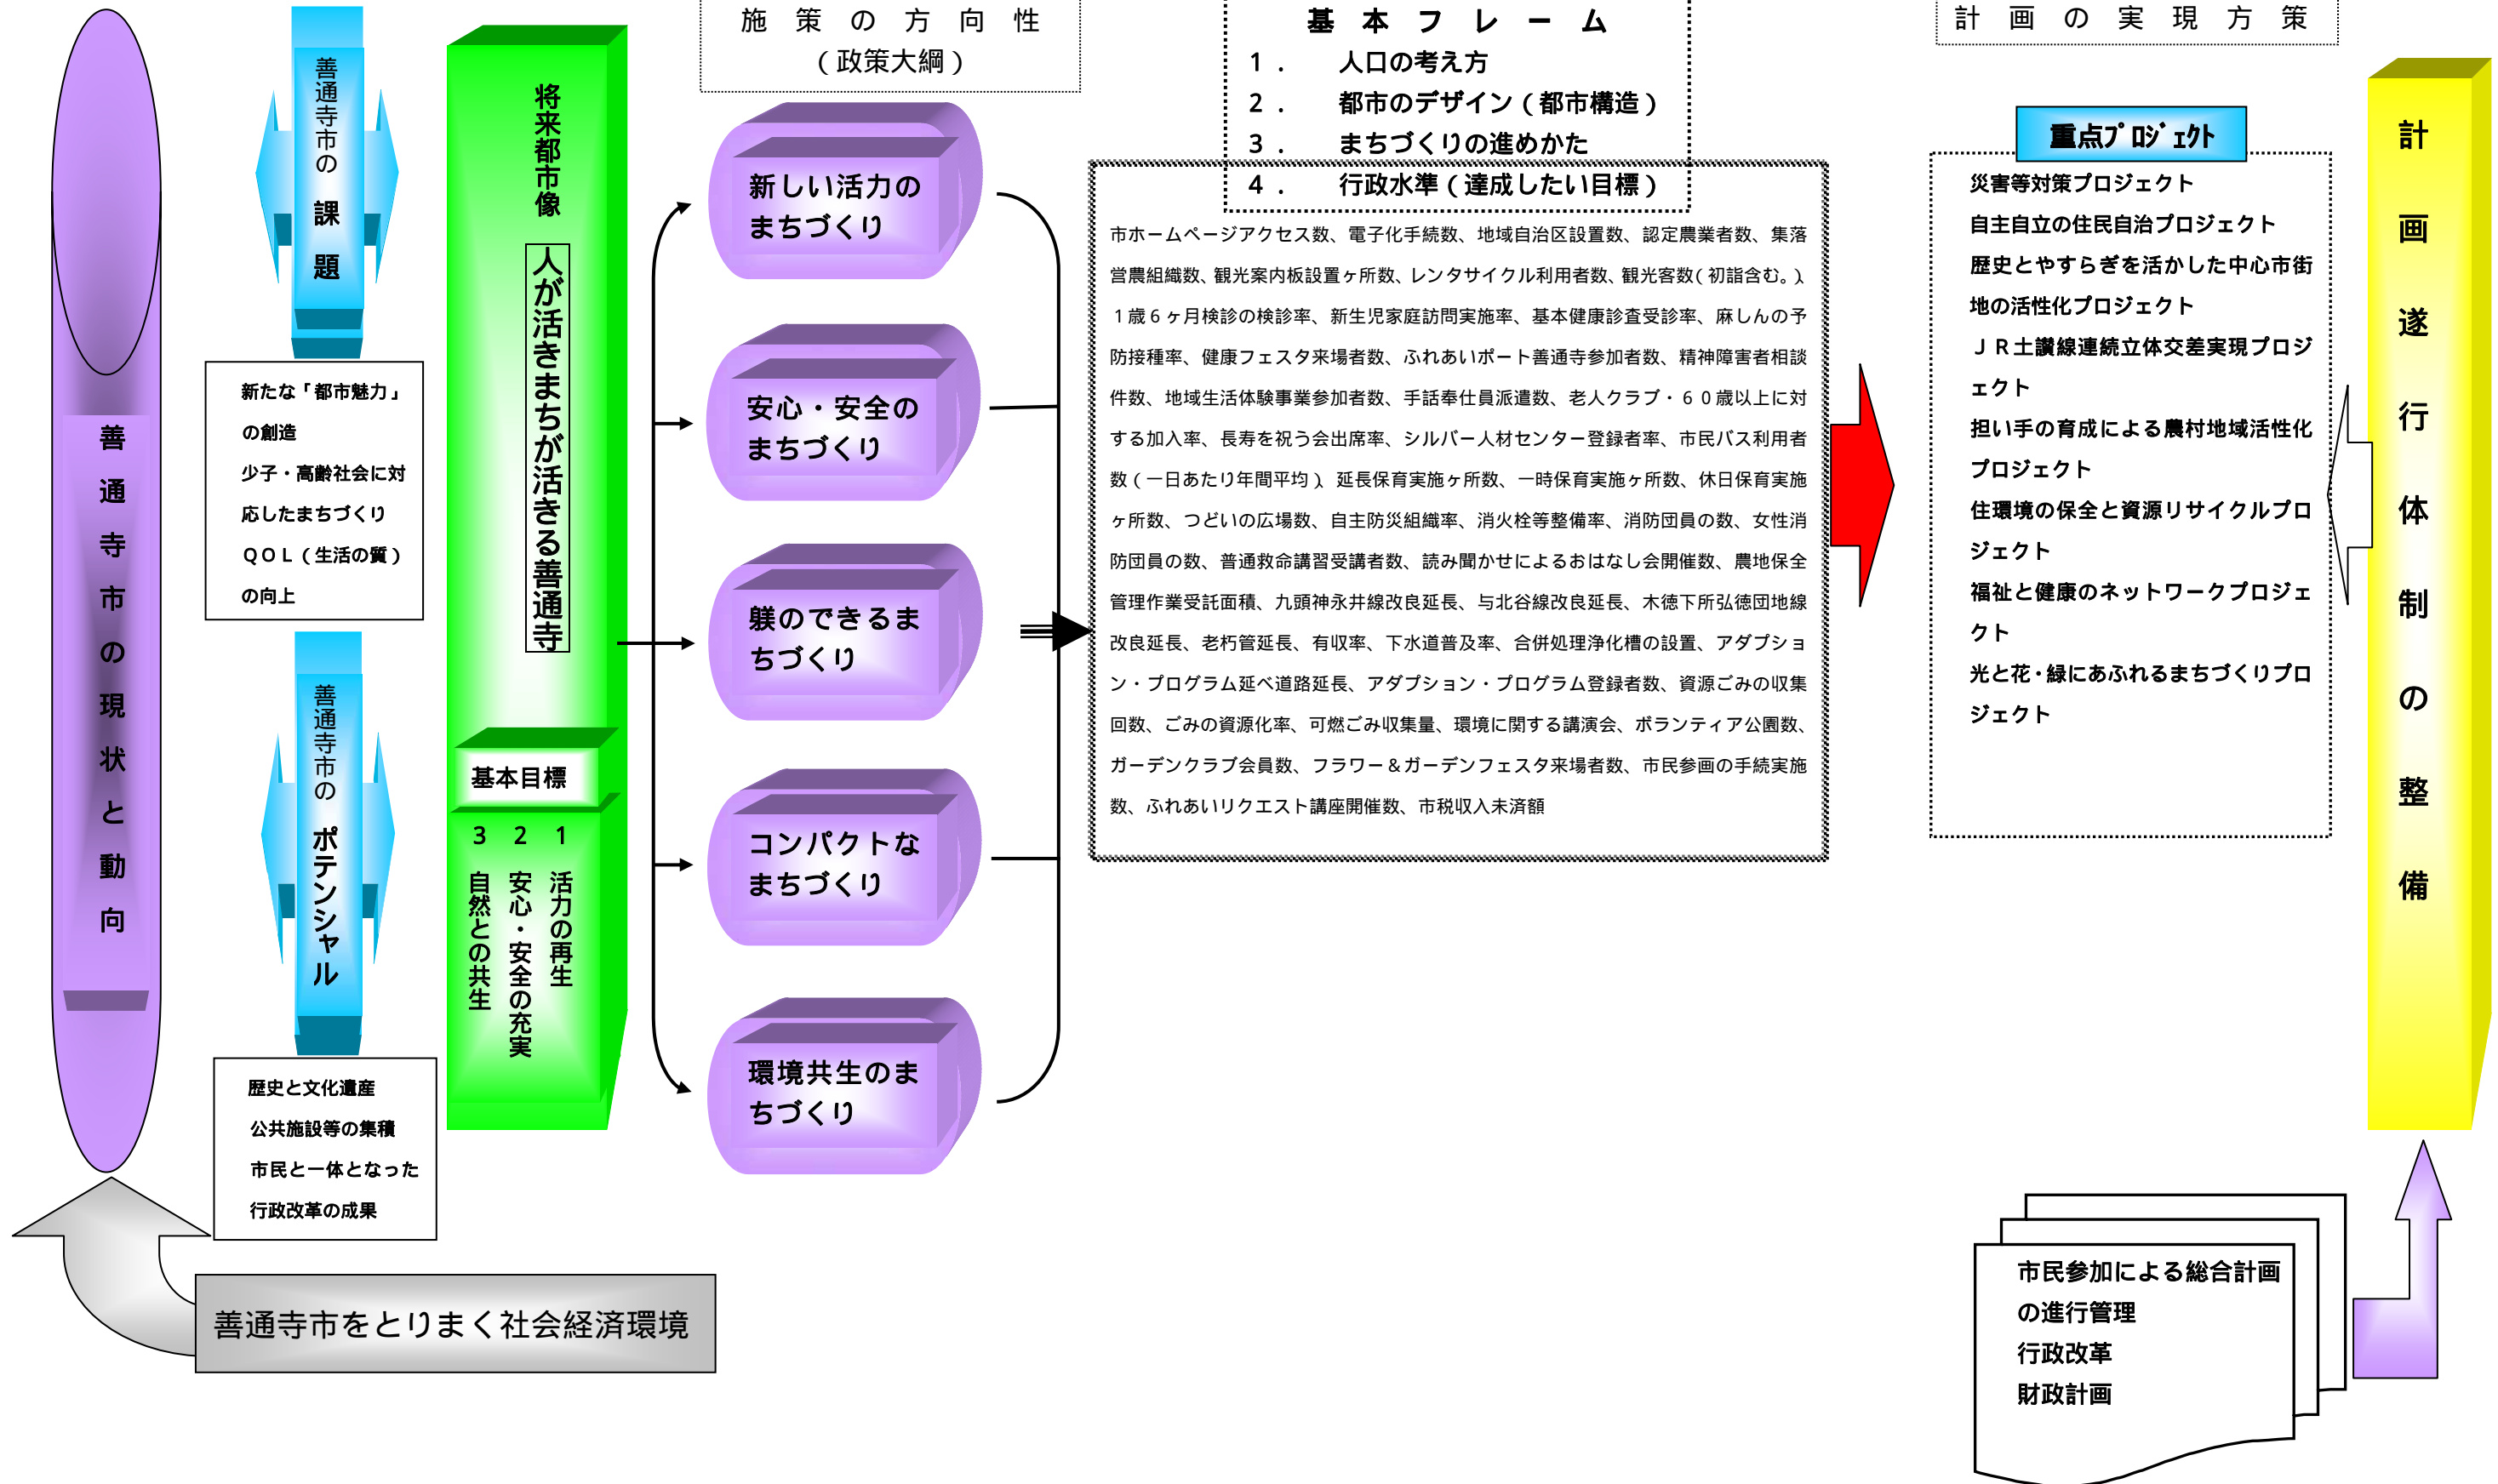 善通寺市の現状と動向
善通寺市の 課題
新たな「都市魅力」
の創造
少子・高齢社会に対
応したまちづくり
ＱＯＬ（生活の質）
の向上
善通寺市の ポテンシャル
歴史と文化遺産
公共施設等の集積
市民と一体となった
行政改革の成果
善通寺市をとりまく社会経済環境
将来都市像 人が活きまちが活きる善通寺
基本目標
1 活力の再生
2 安心・安全の充実
3 自然との共生
施策の方向性
（政策大綱）
新しい活力の
まちづくり
安心・安全の
まちづくり
躾のできるま
ちづくり
コンパクトな
まちづくり
環境共生のま
ちづくり
基本フレーム
１． 人口の考え方
２． 都市のデザイン（都市構造）
３． まちづくりの進めかた
４． 行政水準（達成したい目標）
市ホームページアクセス数、電子化手続数、地域自治区設置数、認定農業者数、集落
営農組織数、観光案内板設置ヶ所数、レンタサイクル利用者数、観光客数（初詣含む。）、
１歳６ヶ月検診の検診率、新生児家庭訪問実施率、基本健康診査受診率、麻しんの予
防接種率、健康フェスタ来場者数、ふれあいポート善通寺参加者数、精神障害者相談
件数、地域生活体験事業参加者数、手話奉仕員派遣数、老人クラブ・６０歳以上に対
する加入率、長寿を祝う会出席率、シルバー人材センター登録者率、市民バス利用者
数（一日あたり年間平均）、延長保育実施ヶ所数、一時保育実施ヶ所数、休日保育実施
ヶ所数、つどいの広場数、自主防災組織率、消火栓等整備率、消防団員の数、女性消
防団員の数、普通救命講習受講者数、読み聞かせによるおはなし会開催数、農地保全
管理作業受託面積、九頭神永井線改良延長、与北谷線改良延長、木徳下所弘徳団地線
改良延長、老朽管延長、有収率、下水道普及率、合併処理浄化槽の設置、アダプショ
ン・プログラム延べ道路延長、アダプション・プログラム登録者数、資源ごみの収集
回数、ごみの資源化率、可燃ごみ収集量、環境に関する講演会、ボランティア公園数、
ガーデンクラブ会員数、フラワー＆ガーデンフェスタ来場者数、市民参画の手続実施
数、ふれあいリクエスト講座開催数、市税収入未済額
計画の実現方策
重点ﾌﾟﾛｼﾞｪｸﾄ
災害等対策プロジェクト
自主自立の住民自治プロジェクト
歴史とやすらぎを活かした中心市街
地の活性化プロジェクト
ＪＲ土讃線連続立体交差実現プロジ
ェクト
担い手の育成による農村地域活性化
プロジェクト
住環境の保全と資源リサイクルプロ
ジェクト
福祉と健康のネットワークプロジェ
クト
光と花・緑にあふれるまちづくりプロ
ジェクト
計画遂行体制の整備
市民参加による総合計画
の進行管理
行政改革
財政計画